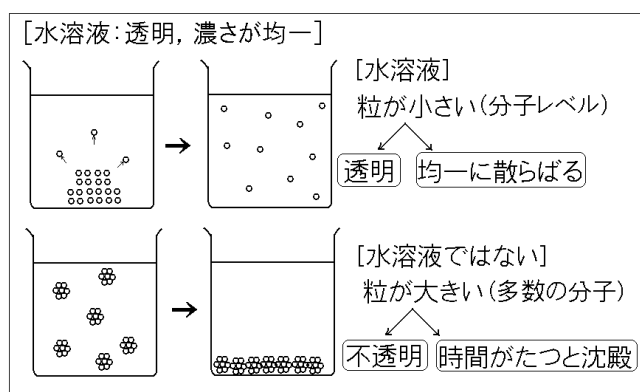 [水溶液：透明，濃さが均一]
[水溶液]
粒が小さい(分子レベル)
透明 均一に散らばる
[水溶液ではない]
粒が大きい(多数の分子)
不透明 時間がたつと沈殿